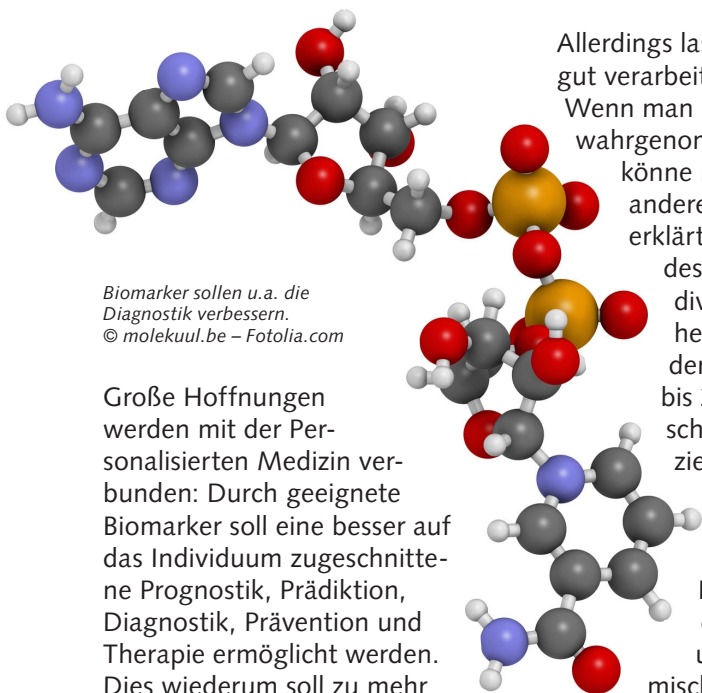 Biomarker sollen u.a. die
Diagnostik verbessern.
© molekuul.be – Fotolia.com
Große Hoffnungen
werden mit der Per-
sonalisierten Medizin ver-
bunden: Durch geeignete
Biomarker soll eine besser auf
das Individuum zugeschnitte-
ne Prognostik, Prädiktion,
Diagnostik, Prävention und
Therapie ermöglicht werden.
Dies wiederum soll zu mehr
Allerdings las
gut verarbeit
Wenn man
wahrgenom
könne
andere
erklärt
des
div
he
der
bis
sch
zie
misch